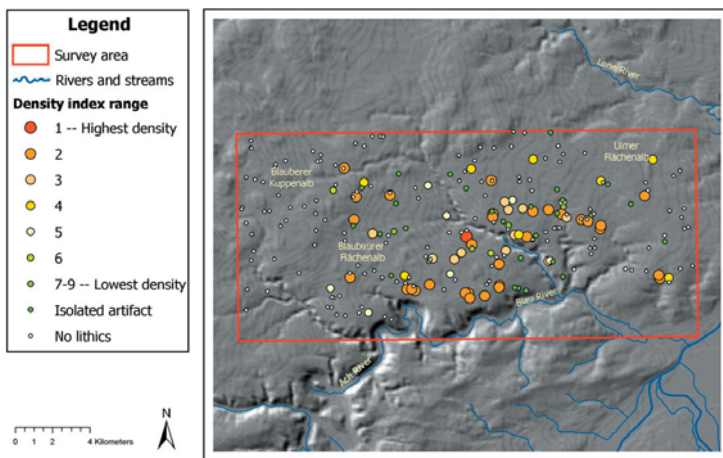 Legend
Survey area
Rivers and streams
Density index range
1 -- Highest density
2
3
4
5
6
7-9 -- Lowest density
Isolated artifact
No lithics
0 1 2 4 Kilometers
N
Lone River
Ulmer
Flächenalb
Blauberer
Kuppenalb
Blaubeurer
Flächenalb
Blau River
Ach River